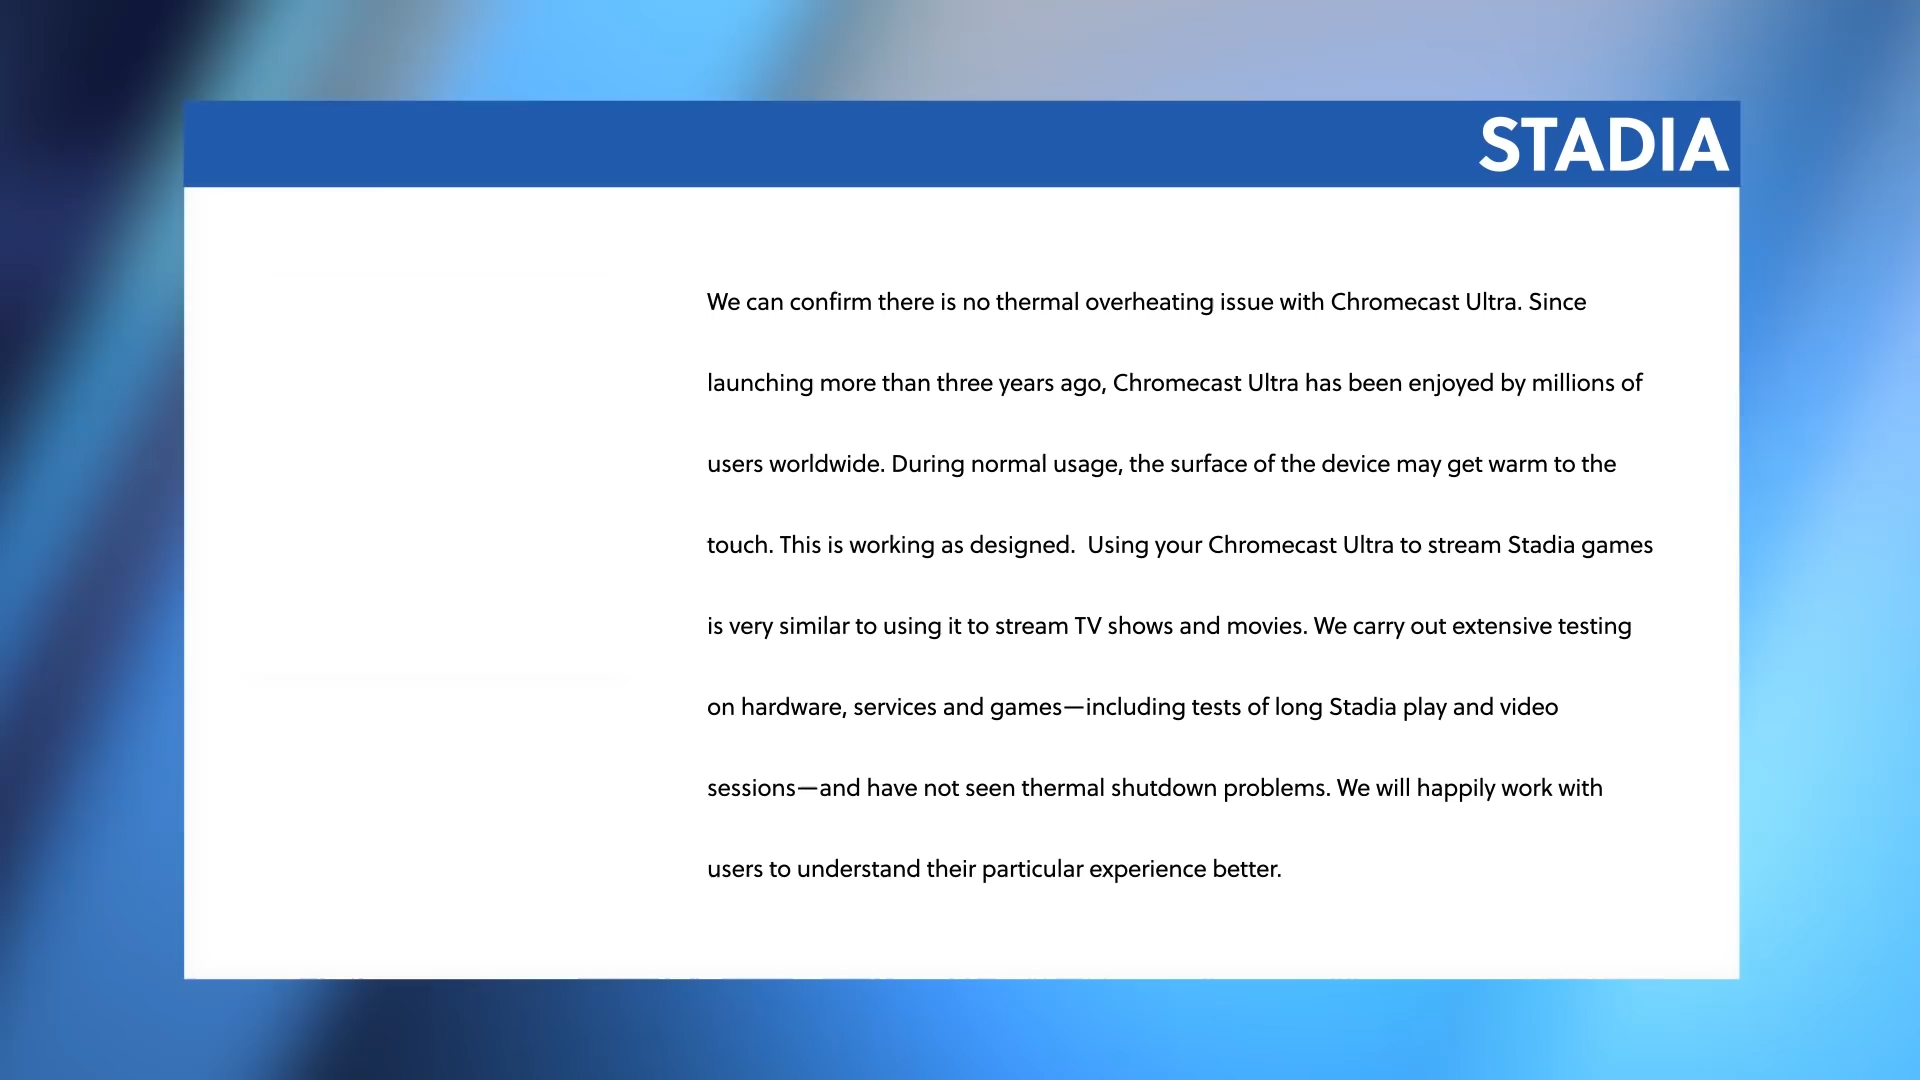 STADIA
We can confirm there is no thermal overheating issue with Chromecast Ultra. Since
launching more than three years ago, Chromecast Ultra has been enjoyed by millions of
users worldwide. During normal usage, the surface of the device may get warm to the
touch. This is working as designed.  Using your Chromecast Ultra to stream Stadia games
is very similar to using it to stream TV shows and movies. We carry out extensive testing
on hardware, services and games—including tests of long Stadia play and video
sessions—and have not seen thermal shutdown problems. We will happily work with
users to understand their particular experience better.